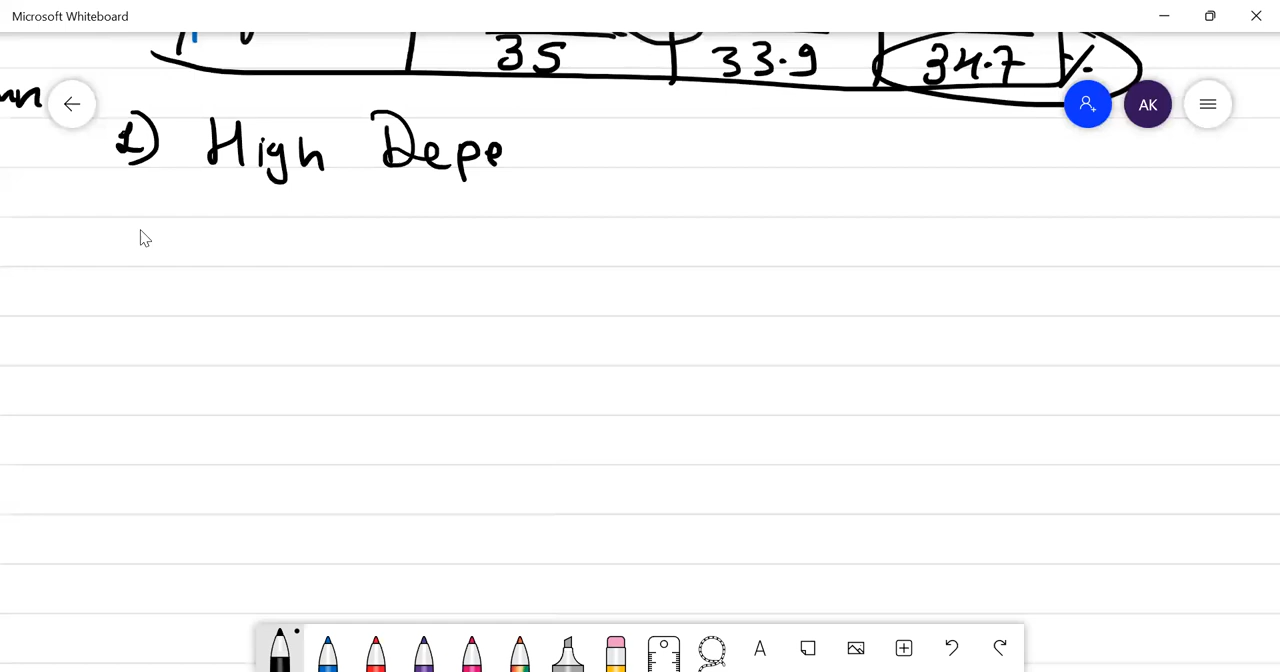 Microsoft Whiteboard
35 33.9 34.7 %
AK
1) High Depe
A